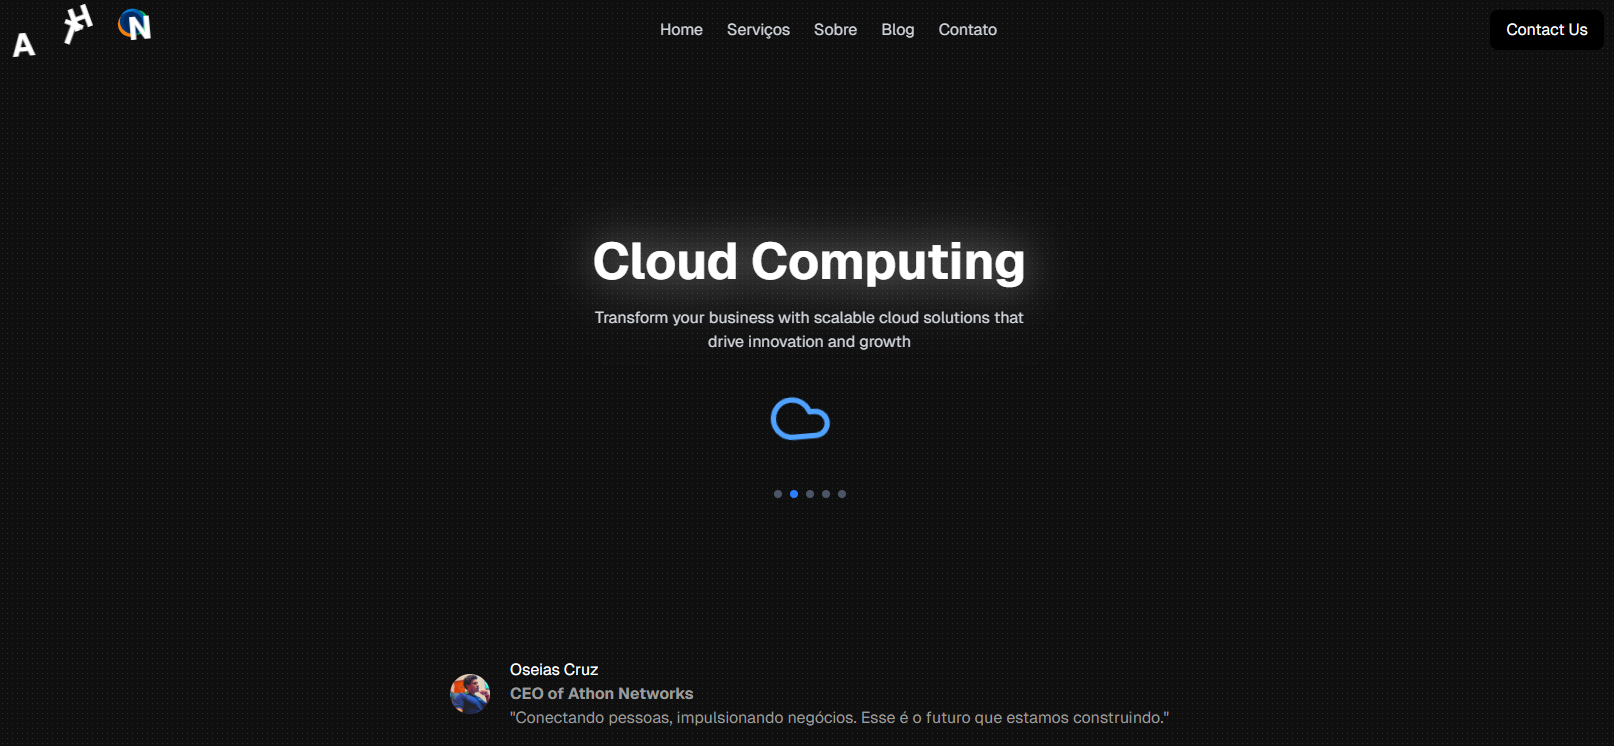 A T H N
Home Serviços Sobre Blog Contato
Contact Us
Cloud Computing
Transform your business with scalable cloud solutions that
drive innovation and growth
Oseias Cruz
CEO of Athon Networks
"Conectando pessoas, impulsionando negócios. Esse é o futuro que estamos construindo."